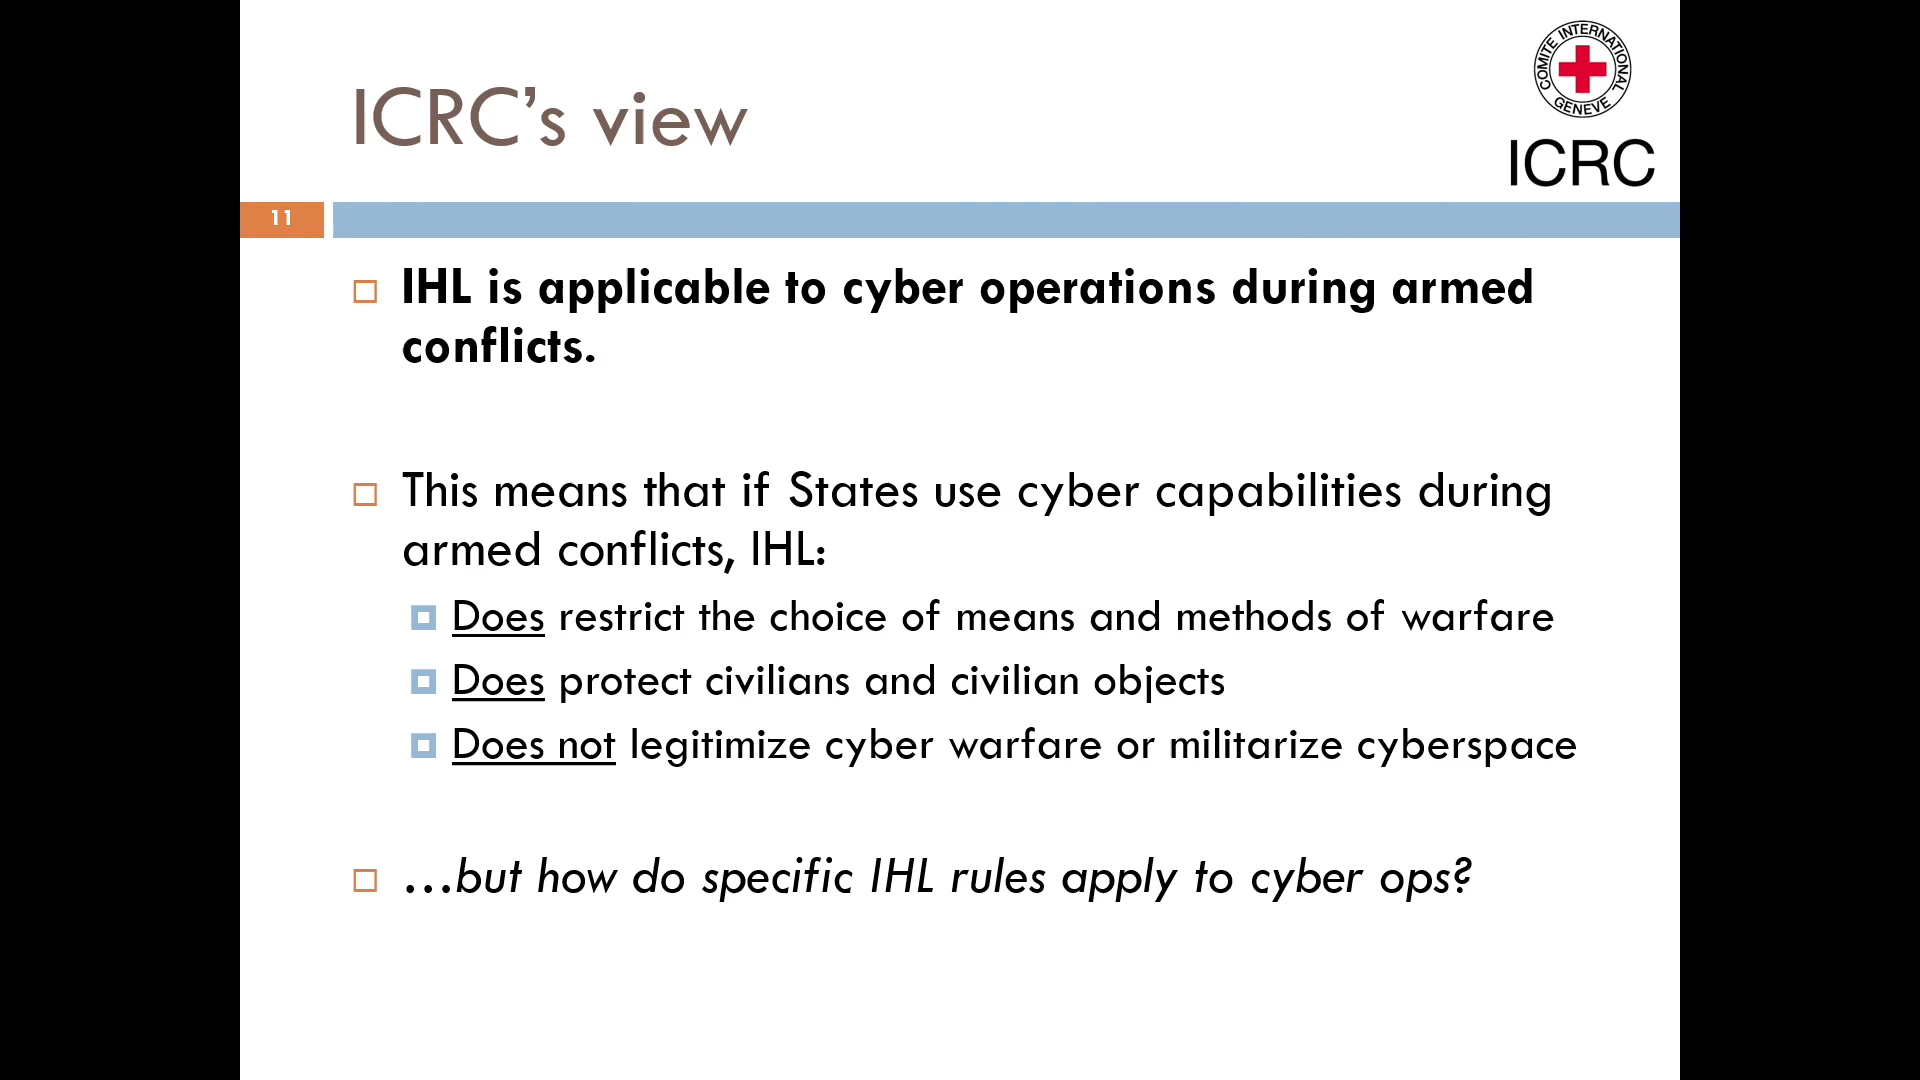 ICRC's view
COMITE INTERNATIONAL
GENEVE
ICRC
11
IHL is applicable to cyber operations during armed
conflicts.
This means that if States use cyber capabilities during
armed conflicts, IHL:
Does restrict the choice of means and methods of warfare
Does protect civilians and civilian objects
Does not legitimize cyber warfare or militarize cyberspace
…but how do specific IHL rules apply to cyber ops?